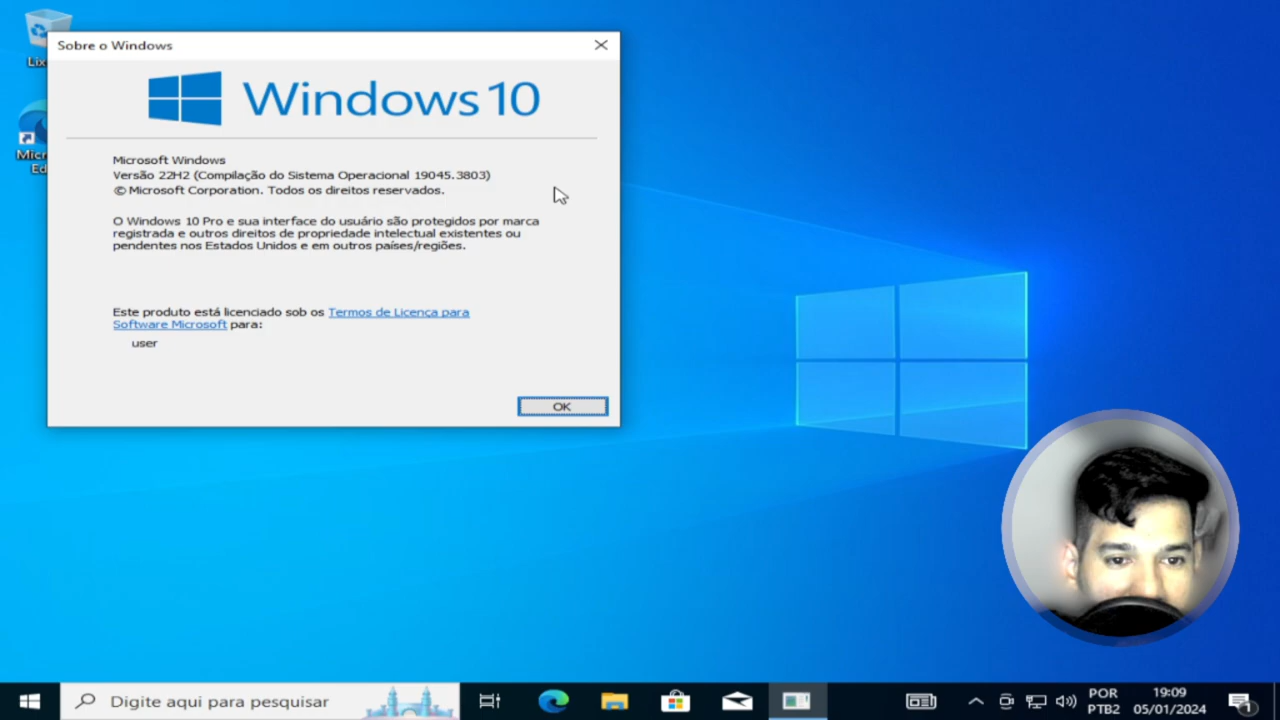 Lix
Micr
Ed
Sobre o Windows
Windows 10
Microsoft Windows
Versão 22H2 (Compilação do Sistema Operacional 19045.3803)
© Microsoft Corporation. Todos os direitos reservados.
O Windows 10 Pro e sua interface do usuário são protegidos por marca
registrada e outros direitos de propriedade intelectual existentes ou
pendentes nos Estados Unidos e em outros países/regiões.
Este produto está licenciado sob os Termos de Licença para
Software Microsoft para:
user
OK
Digite aqui para pesquisar
POR
PTB2
19:09
05/01/2024
1